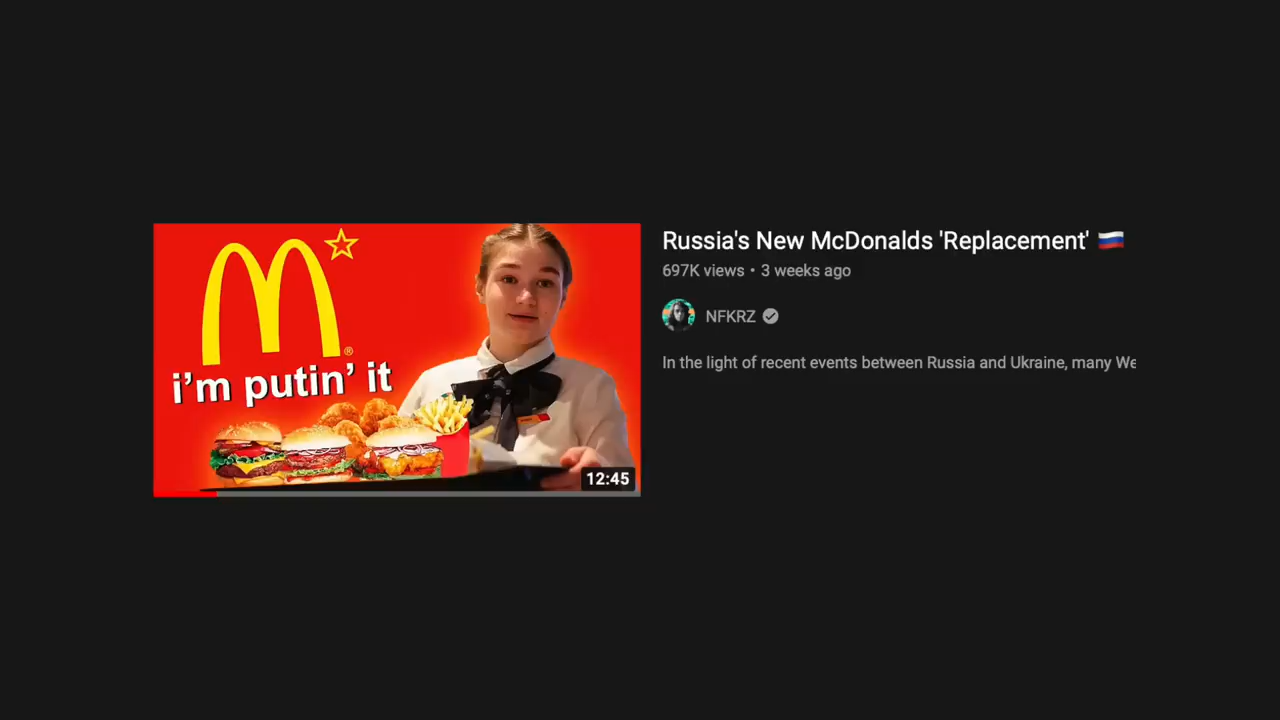 i'm putin' it
®
12:45
Russia's New McDonalds 'Replacement' 🇷🇺
697K views • 3 weeks ago
NFKRZ
In the light of recent events between Russia and Ukraine, many We